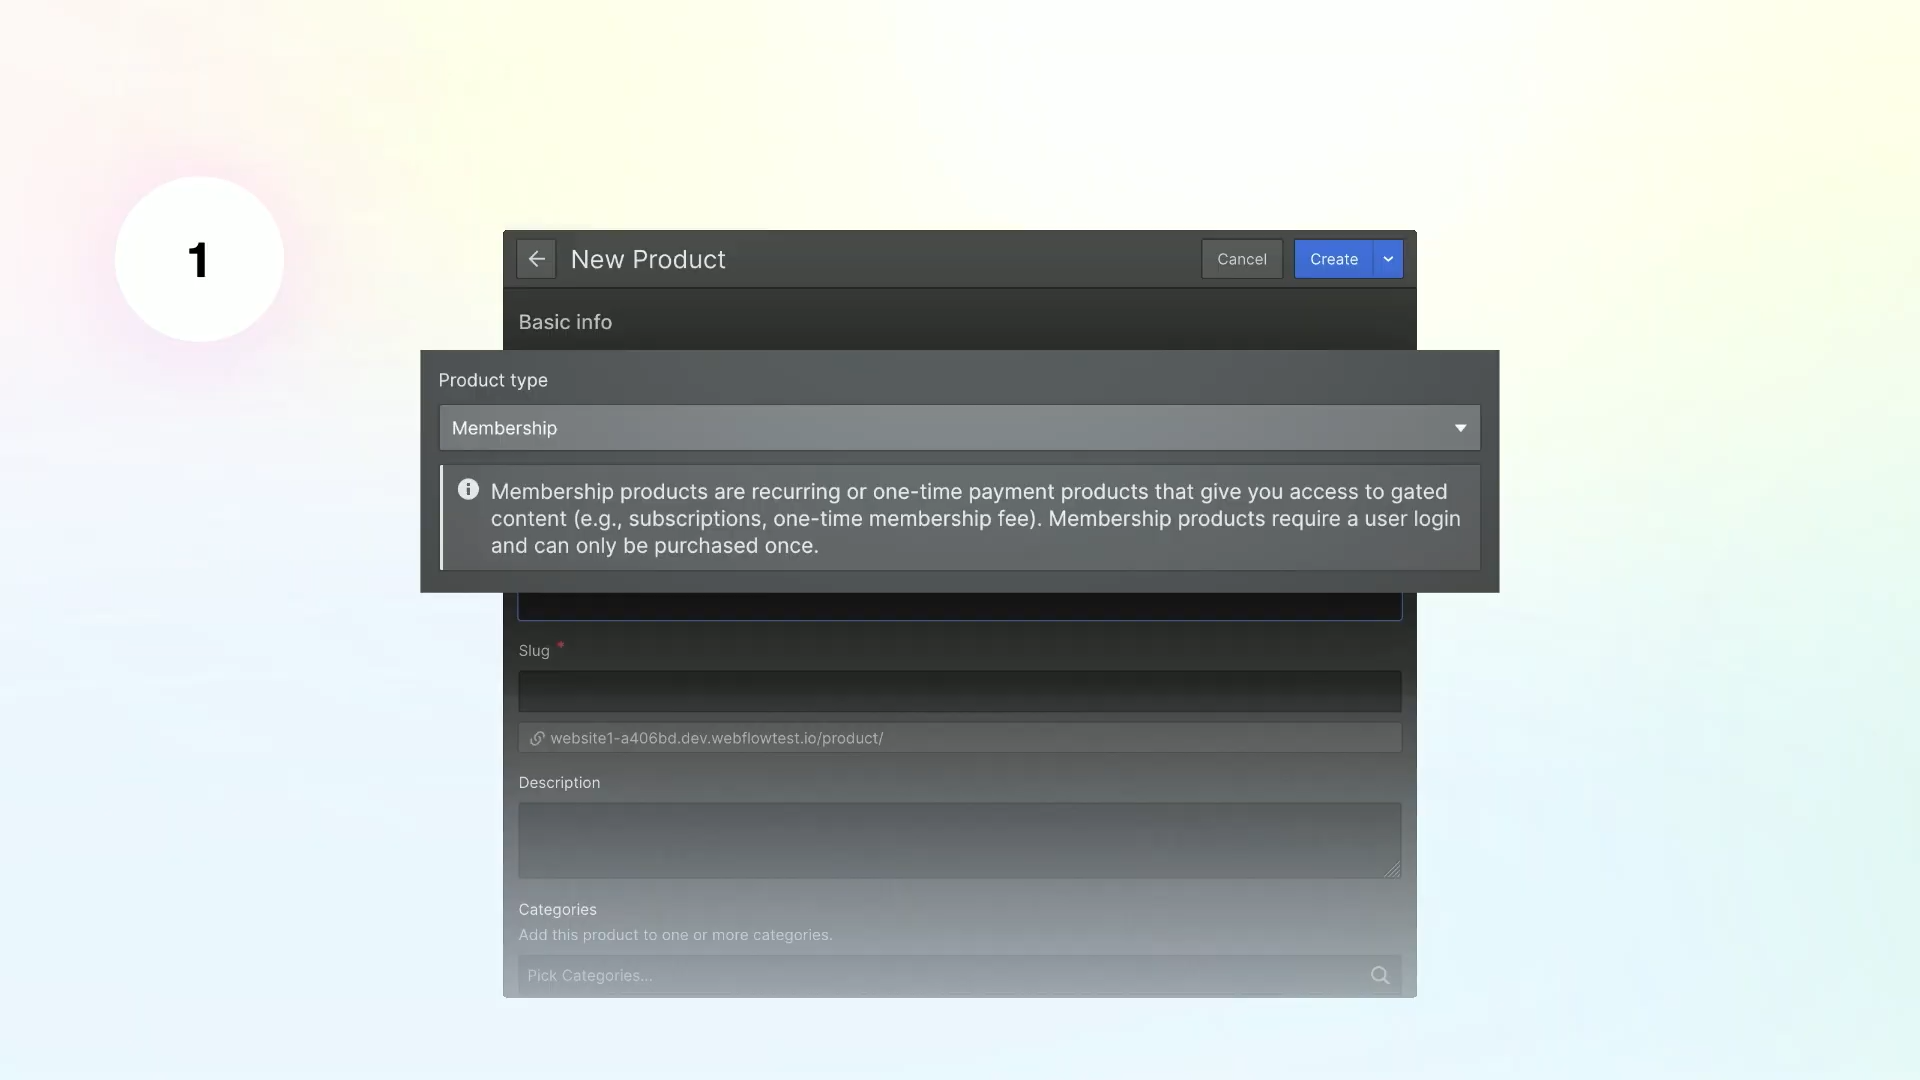 1
New Product
Cancel
Create
Basic info
Product type
Membership
Membership products are recurring or one-time payment products that give you access to gated
content (e.g., subscriptions, one-time membership fee). Membership products require a user login
and can only be purchased once.
Slug *
website1-a406bd.dev.webflowtest.io/product/
Description
Categories
Add this product to one or more categories.
Pick Categories...